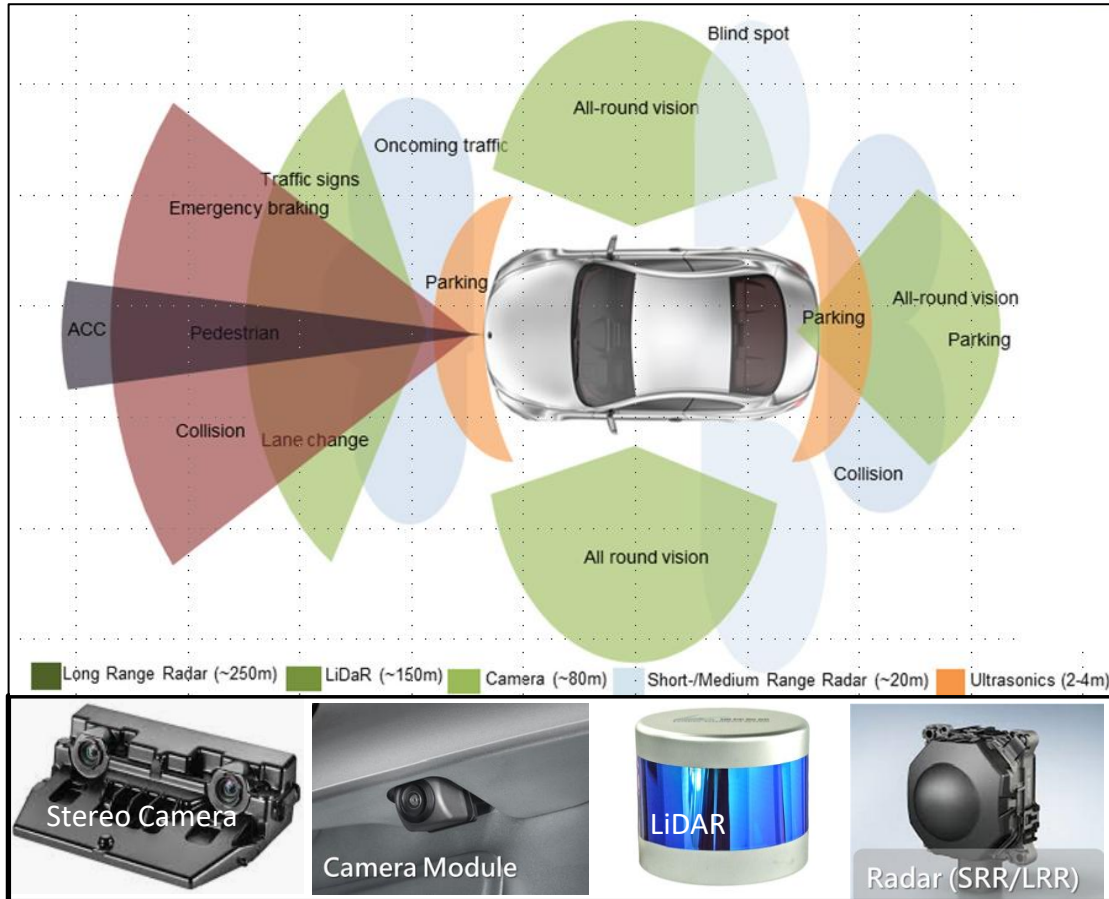 Blind spot
All-round vision
Oncoming traffic
Traffic signs
Emergency braking
Parking
ACC
Pedestrian
Parking
All-round vision
Parking
Collision
Lane change
Collision
All round vision
Long Range Radar (~250m)
LiDaR (~150m)
Camera (~80m)
Short-/Medium Range Radar (~20m)
Ultrasonics (2-4m)
Stereo Camera
Camera Module
LiDAR
Radar (SRR/LRR)